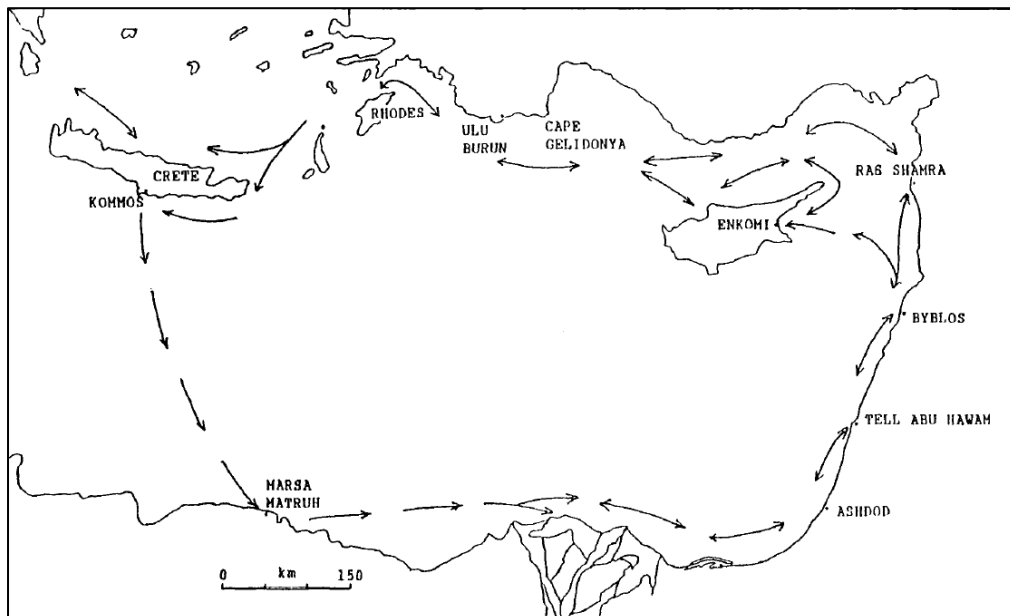 RHODES
ULU
BURUN
CAPE
GELIDONYA
CRETE
RAS SHAMRA
KOMMOS
ENKOMI
BYBLOS
TELL ABU HAWAM
MARSA
MATRUH
ASHDOD
0 km 150